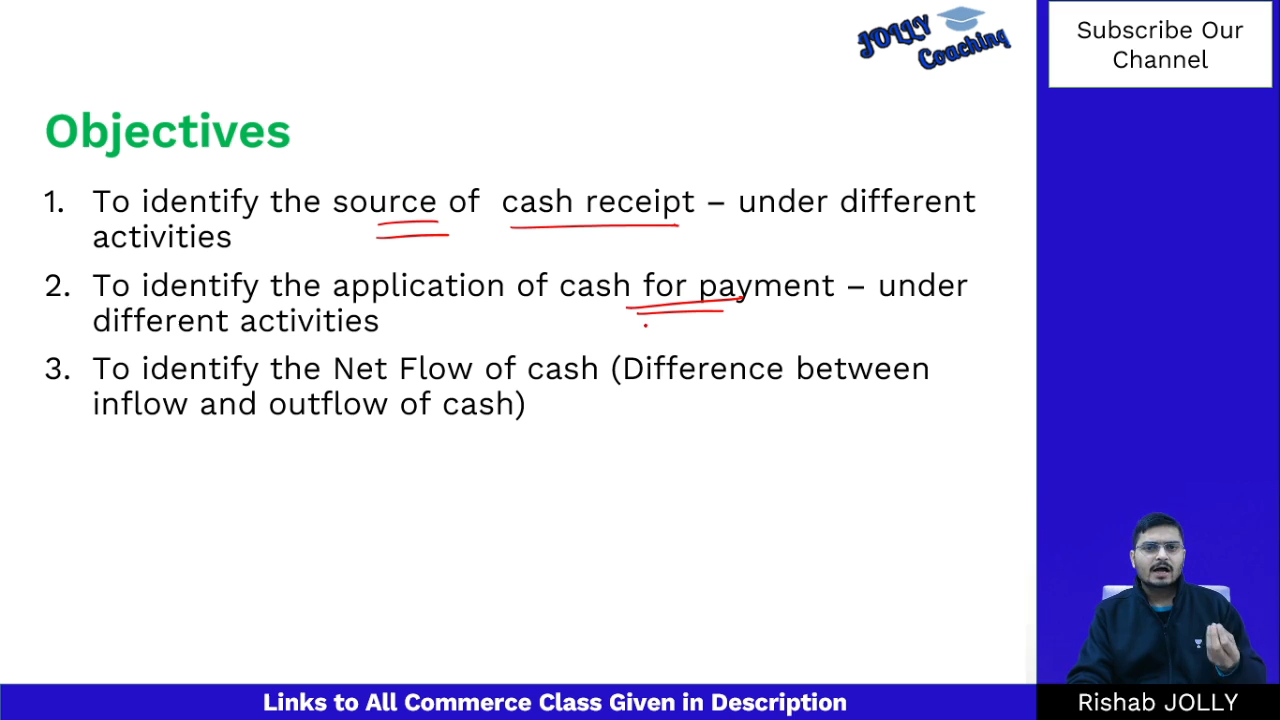 JOLLY
Coaching
Subscribe Our
Channel
Objectives
1. To identify the source of cash receipt – under different
activities
2. To identify the application of cash for payment – under
different activities
3. To identify the Net Flow of cash (Difference between
inflow and outflow of cash)
Links to All Commerce Class Given in Description
Rishab JOLLY